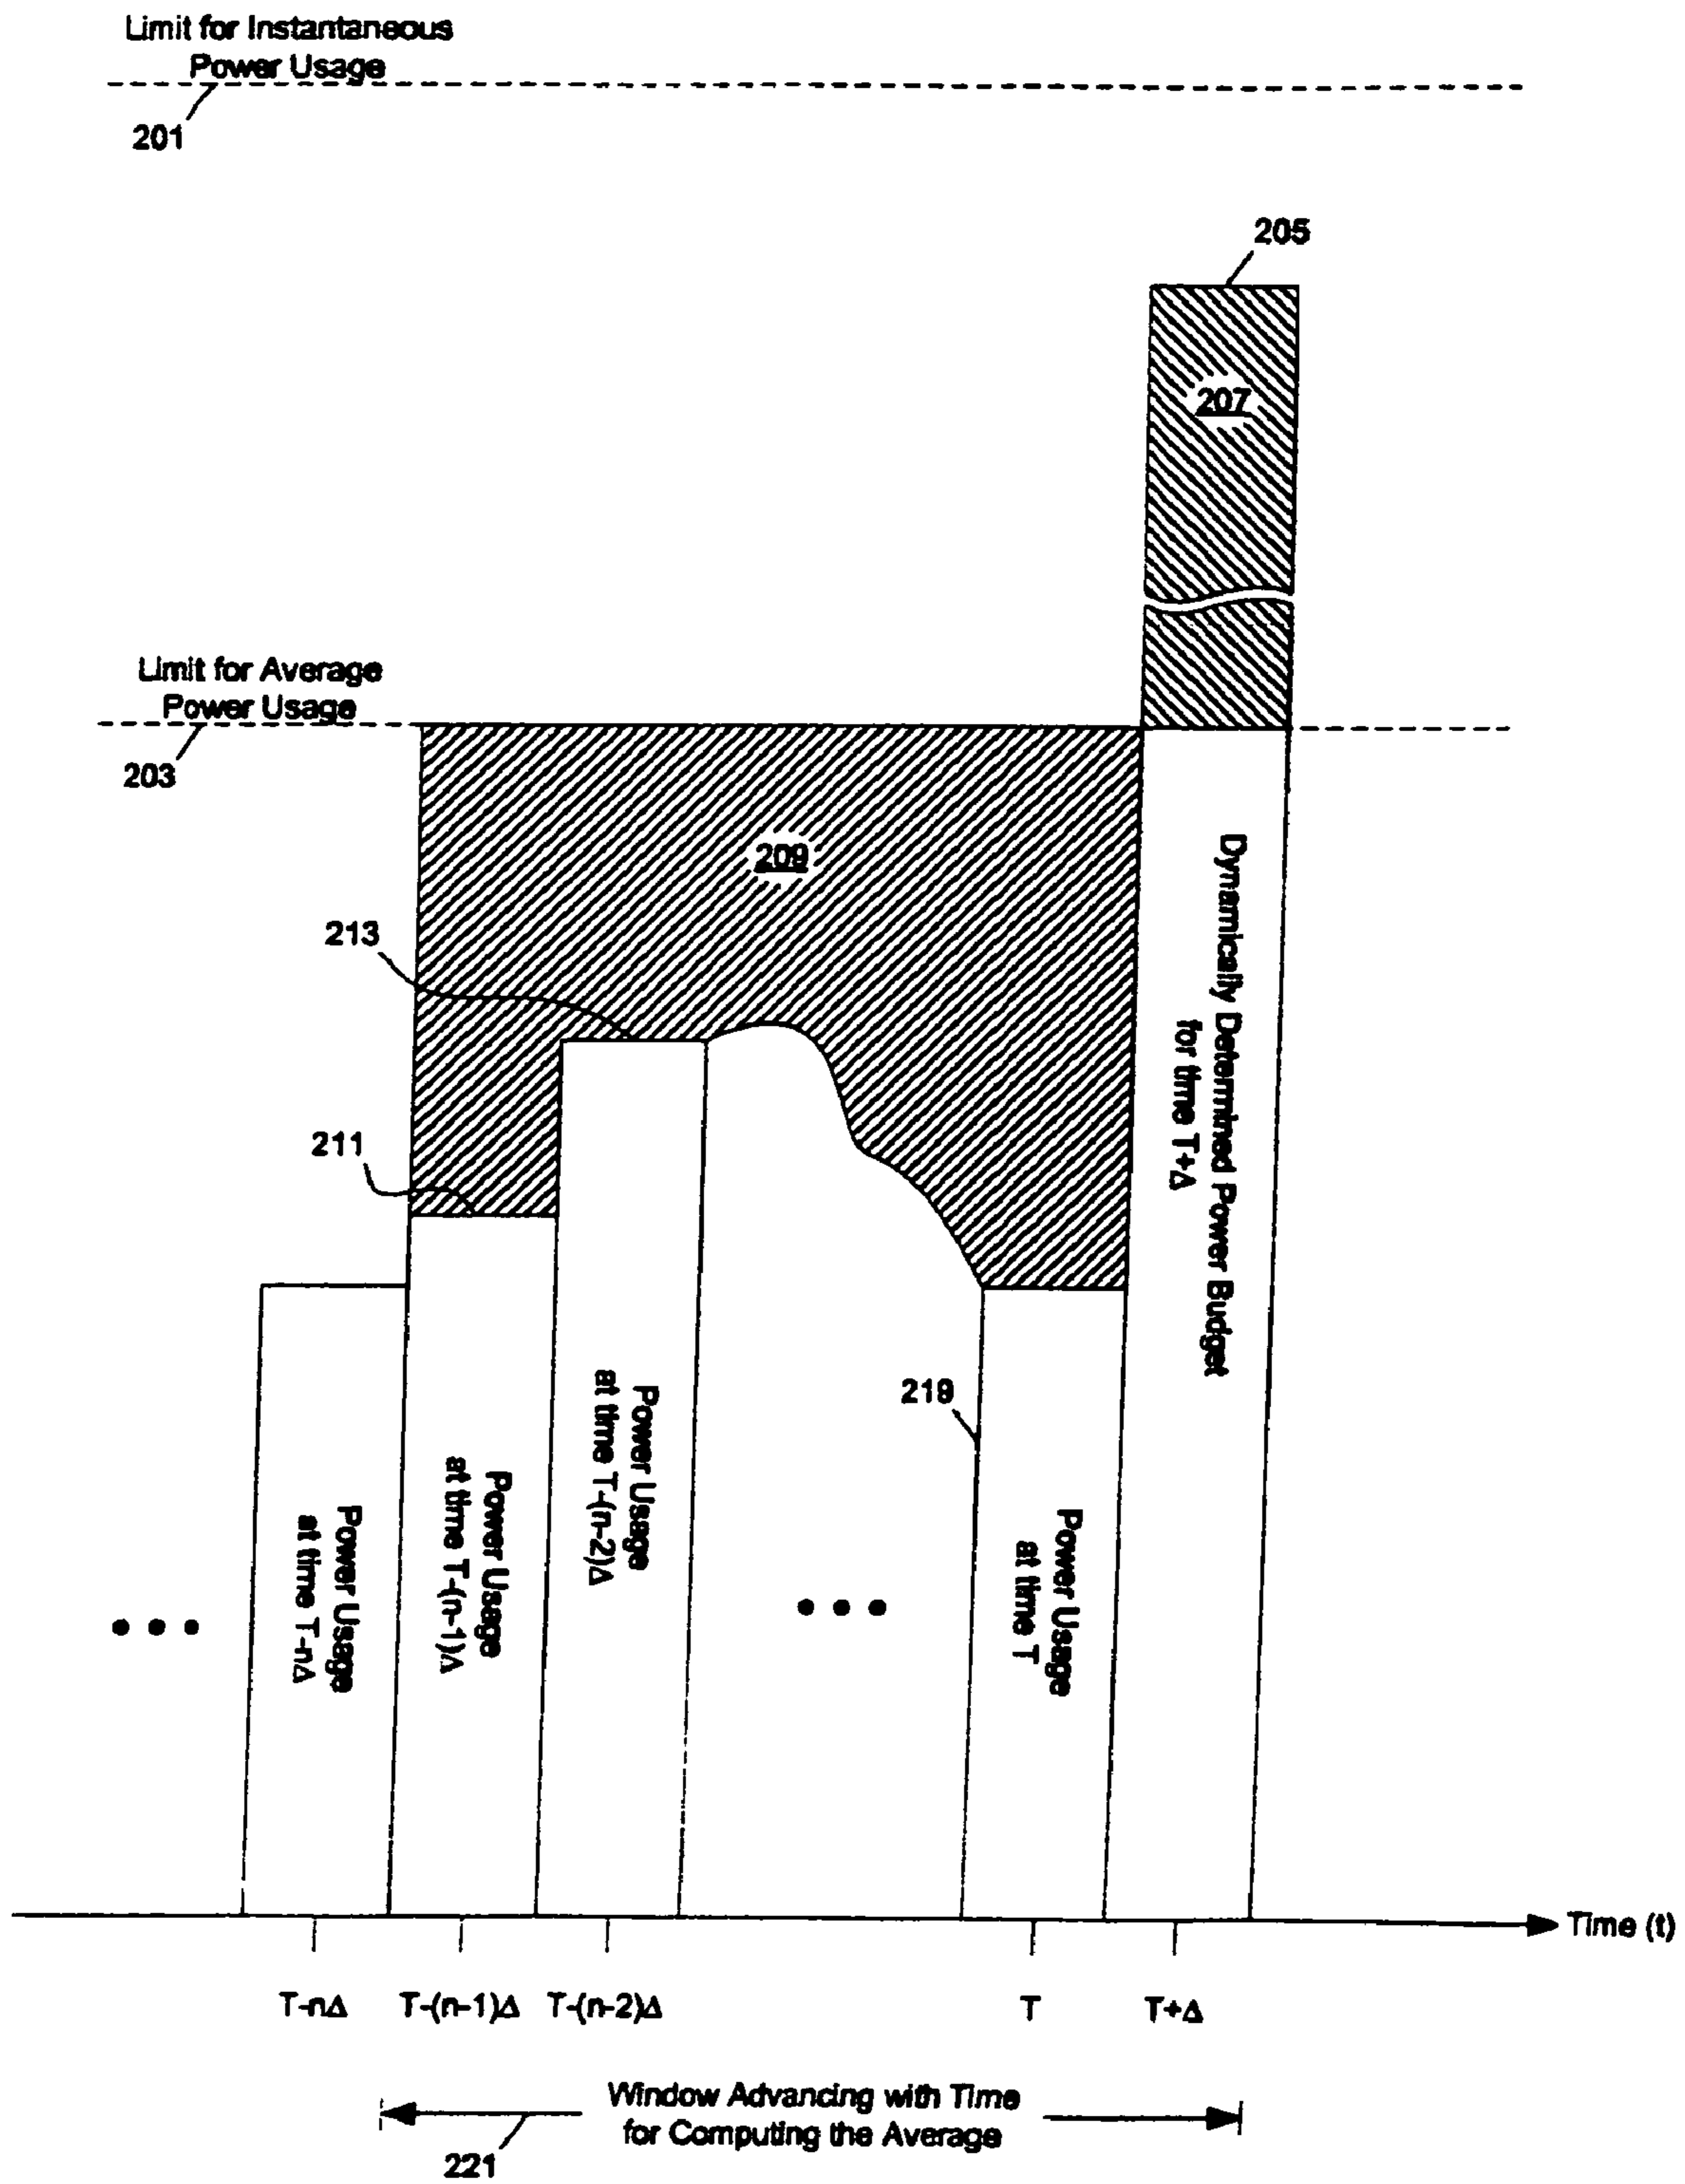 Limit for Instantaneous
Power Usage
201
205
207
Limit for Average
Power Usage
203
209
213
211
219
Dynamically Determined Power Budget
for time T+Δ
Power Usage
at time T-nΔ
Power Usage
at time T-(n-1)Δ
Power Usage
at time T-(n-2)Δ
Power Usage
at time T
Time (t)
T-nΔ
T-(n-1)Δ
T-(n-2)Δ
T
T+Δ
Window Advancing with Time
for Computing the Average
221